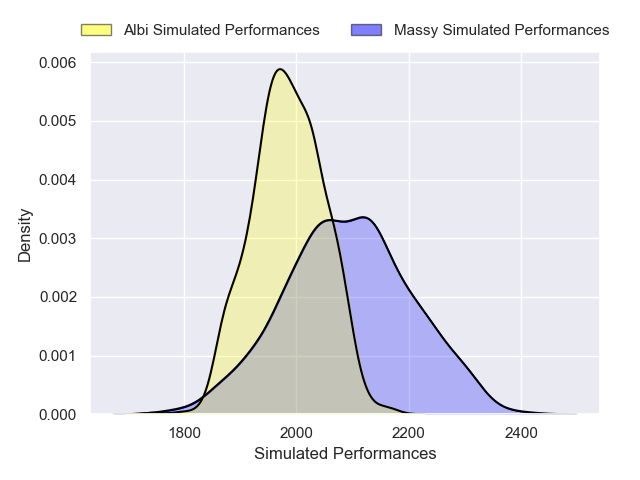 Albi Simulated Performances Massy Simulated Performances
0.006
0.005
0.004
0.003
0.002
0.001
0.000
Density
1800 2000 2200 2400
Simulated Performances